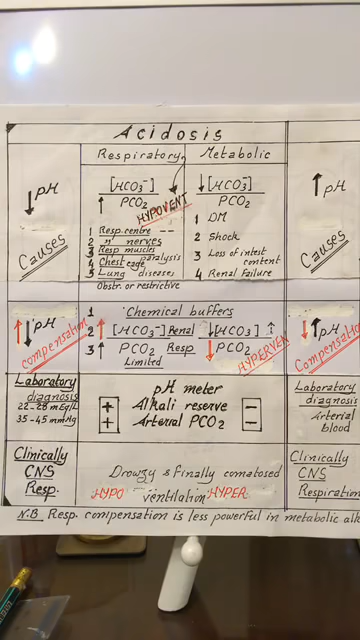 Acidosis
Respiratory Metabolic
↓pH
[HCO3-]
↑ PCO2
HYPOVENT
↓[HCO3-]
PCO2
↑pH
Causes
1 Resp. centre --
2 " nerves
3 Resp muscles
4 Chest cage paralysis
5 Lung diseases
Obstr. or restrictive
1 DM
2 Shock
3 Loss of intest
content
4 Renal failure
Causes
↑↓pH
Compensation
1 Chemical buffers
2 ↑ [HCO3-] Renal ↓[HCO3-] ↑
3 ↑ PCO2 Resp ↓ PCO2
Limited
HYPERVEN
↓↑pH
Compensation
Laboratory
diagnosis
22-28 mEq/L
35-45 mmHg
pH meter
+ Alkali reserve -
+ Arterial PCO2 -
Laboratory
diagnosis
Arterial
blood
Clinically
CNS
Resp.
Drowzy & finally comatosed
HYPO ventilation HYPER
Clinically
CNS
Respiration
N.B Resp. compensation is less powerful in metabolic